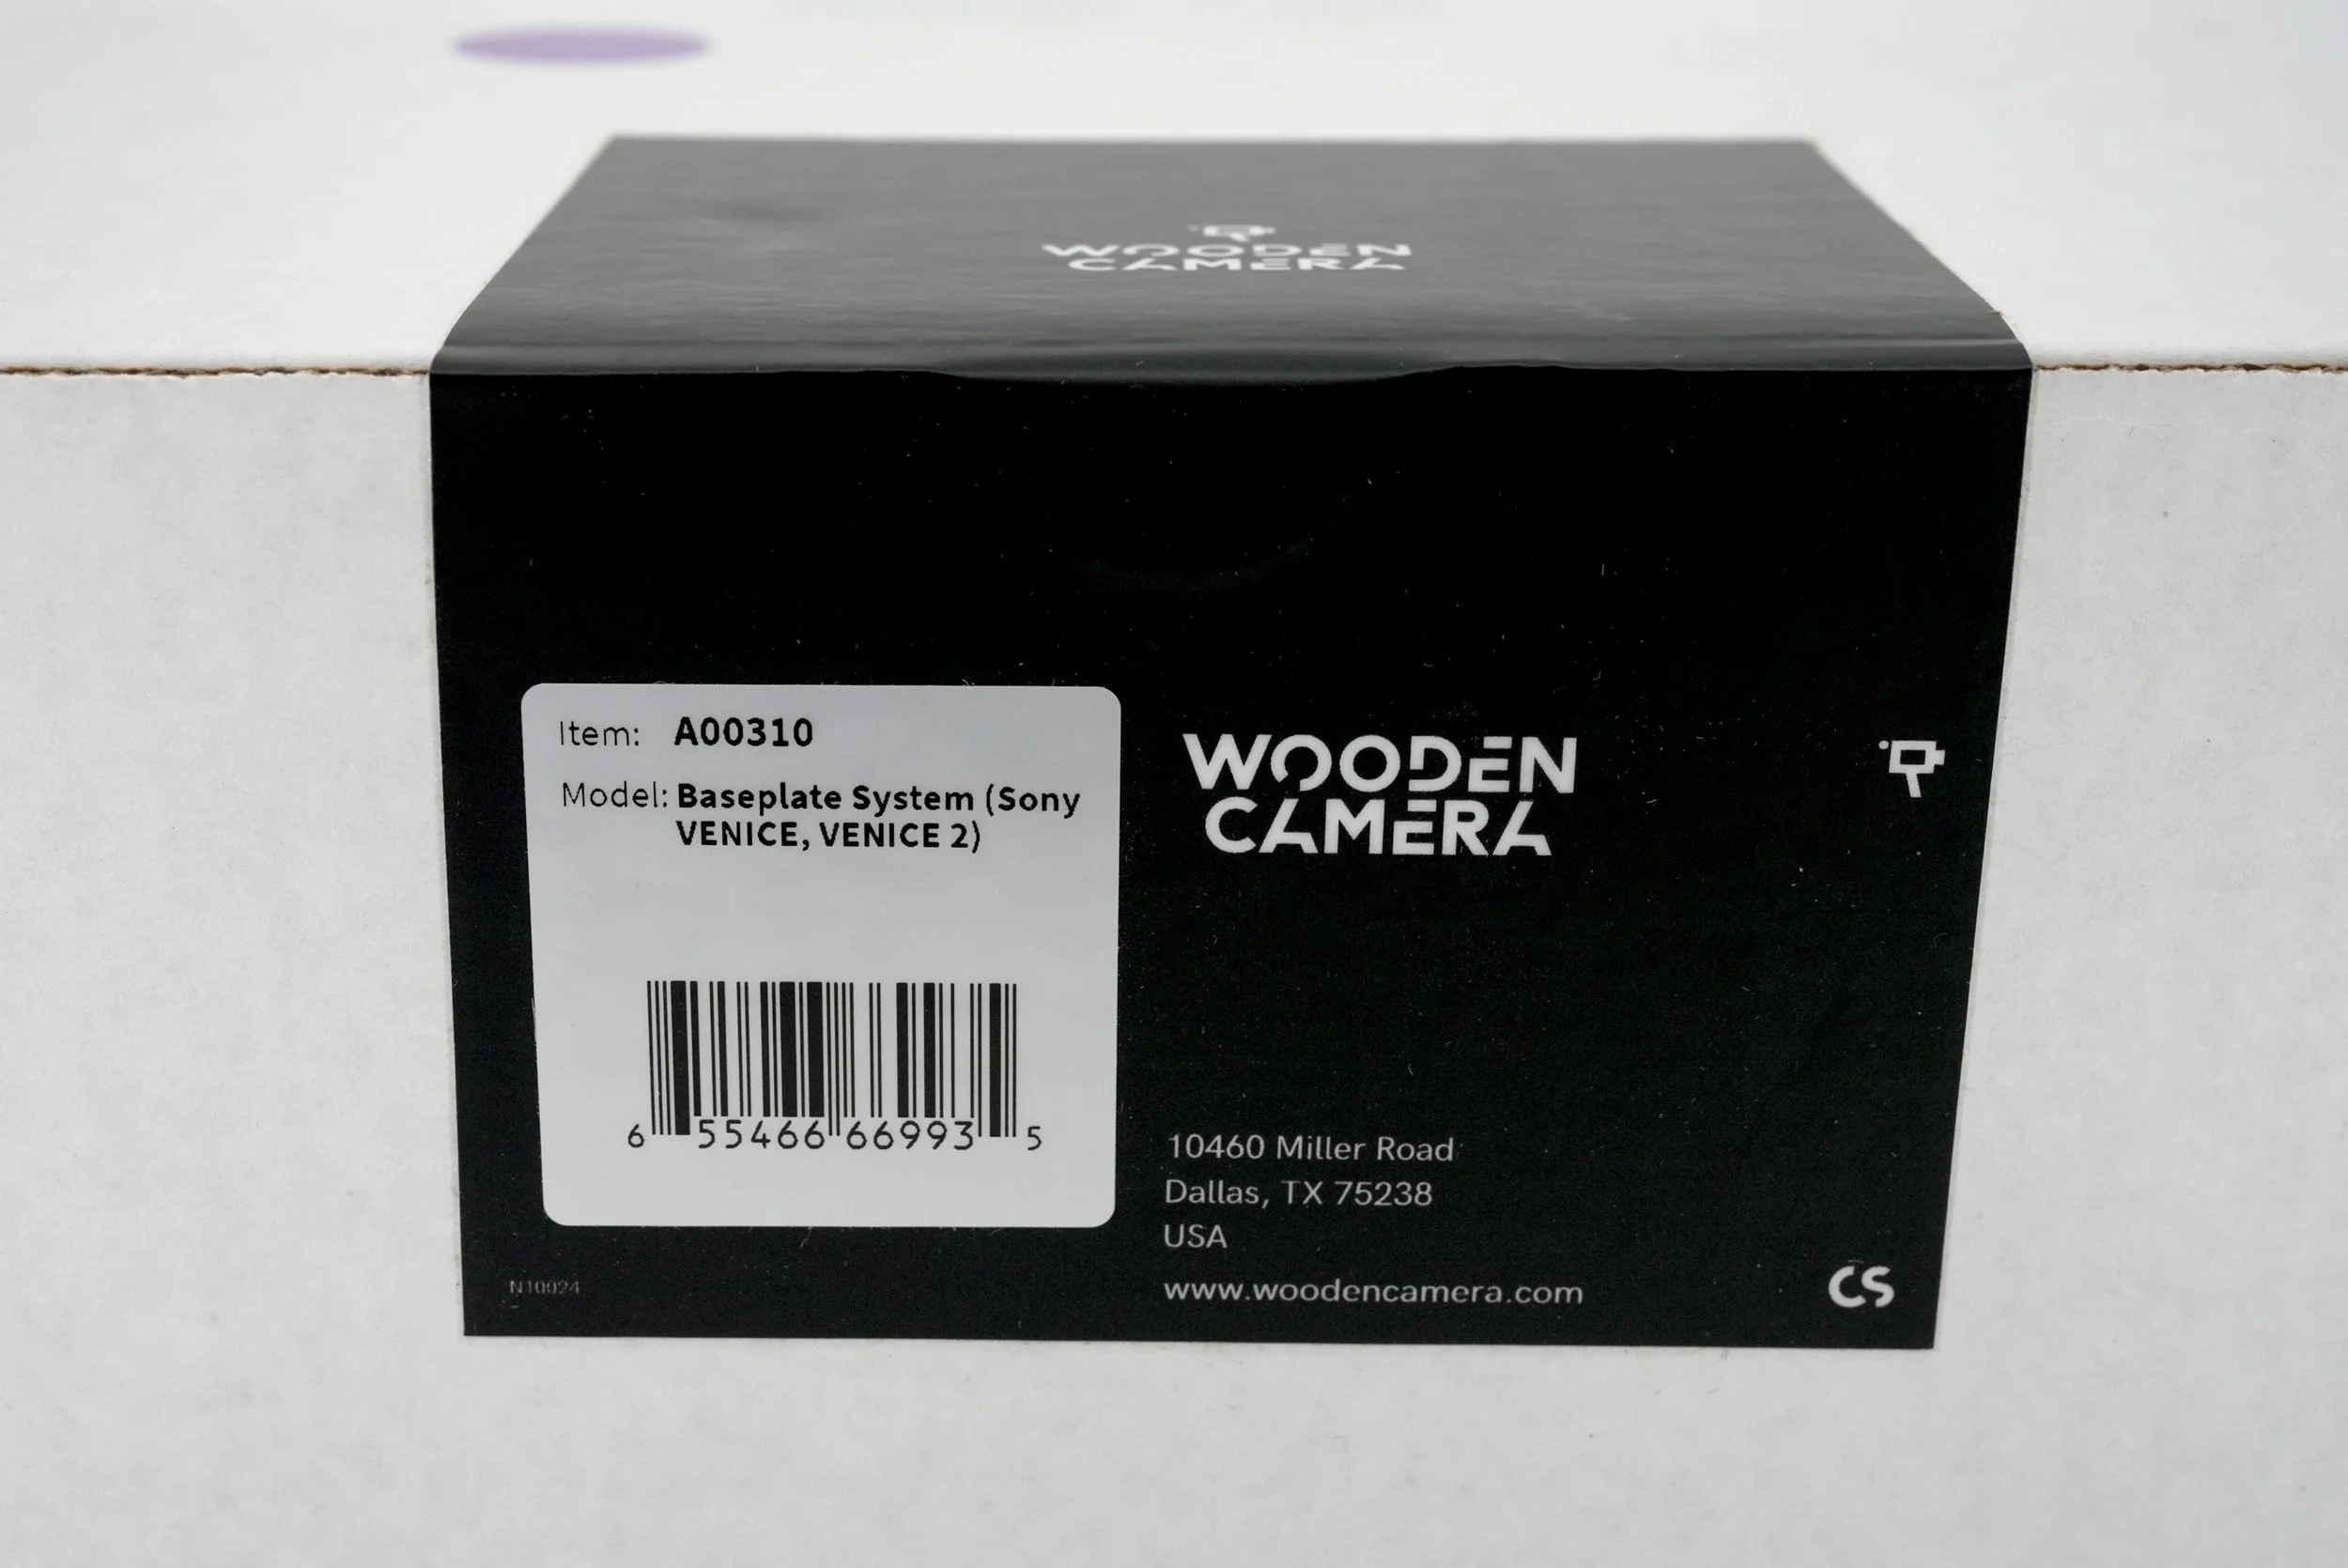 WOODEN
CAMERA
Item: A00310
Model: Baseplate System (Sony
VENICE, VENICE 2)
6 55466 66993 5
WOODEN
CAMERA
10460 Miller Road
Dallas, TX 75238
USA
www.woodencamera.com
CS
N10024